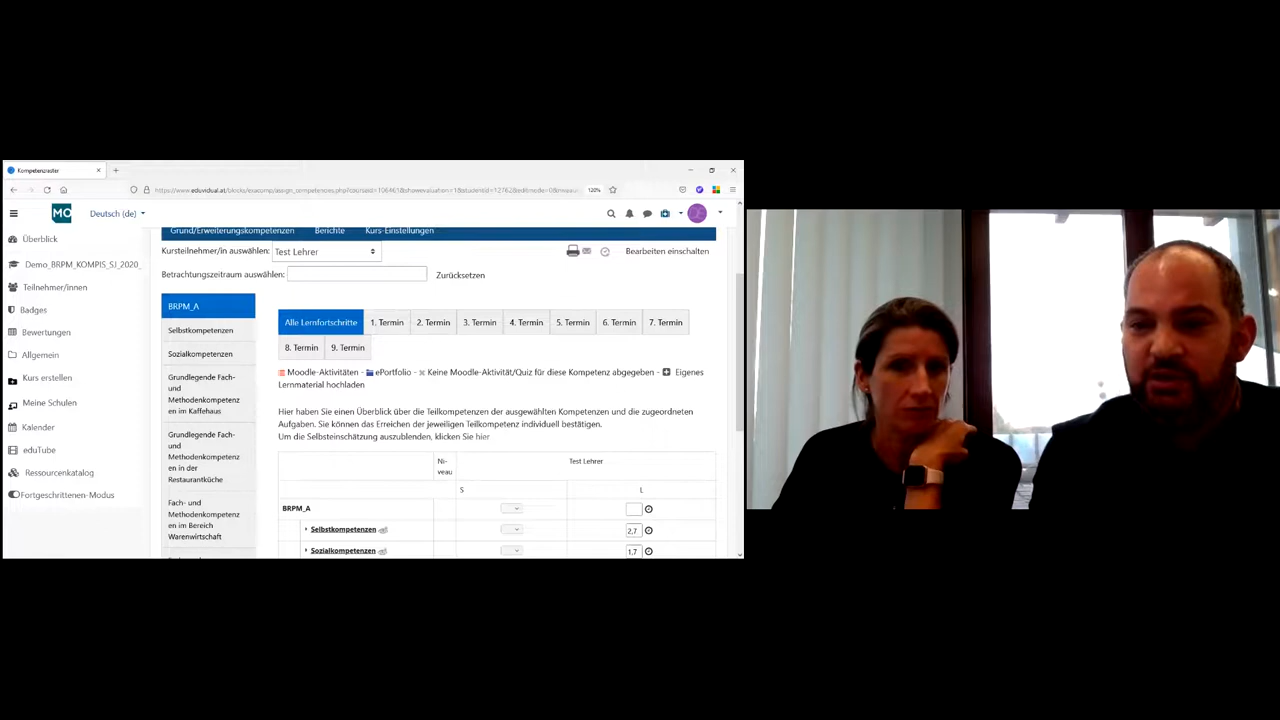 Kompetenzraster
120%
MO
Deutsch (de)
Überblick
Demo_BRPM_KOMPIS_SJ_2020_
Teilnehmer/innen
Badges
Bewertungen
Allgemein
Kurs erstellen
Meine Schulen
Kalender
eduTube
Ressourcenkatalog
Fortgeschrittenen-Modus
Grund/Erweiterungskompetenzen Berichte Kurs-Einstellungen
Kursteilnehmer/in auswählen: Test Lehrer Bearbeiten einschalten
Betrachtungszeitraum auswählen: Zurücksetzen
BRPM_A
Selbstkompetenzen
Sozialkompetenzen
Grundlegende Fach-
und
Methodenkompetenz
en im Kaffehaus
Grundlegende Fach-
und
Methodenkompetenz
en in der
Restaurantküche
Fach- und
Methodenkompetenz
en im Bereich
Warenwirtschaft
Alle Lernfortschritte 1. Termin 2. Termin 3. Termin 4. Termin 5. Termin 6. Termin 7. Termin
8. Termin 9. Termin
Moodle-Aktivitäten - ePortfolio - Keine Moodle-Aktivität/Quiz für diese Kompetenz abgegeben - Eigenes
Lernmaterial hochladen
Hier haben Sie einen Überblick über die Teilkompetenzen der ausgewählten Kompetenzen und die zugeordneten
Aufgaben. Sie können das Erreichen der jeweiligen Teilkompetenz individuell bestätigen.
Um die Selbsteinschätzung auszublenden, klicken Sie hier
Ni-
veau
Test Lehrer
S L
BRPM_A
Selbstkompetenzen 2,7
Sozialkompetenzen 1,7